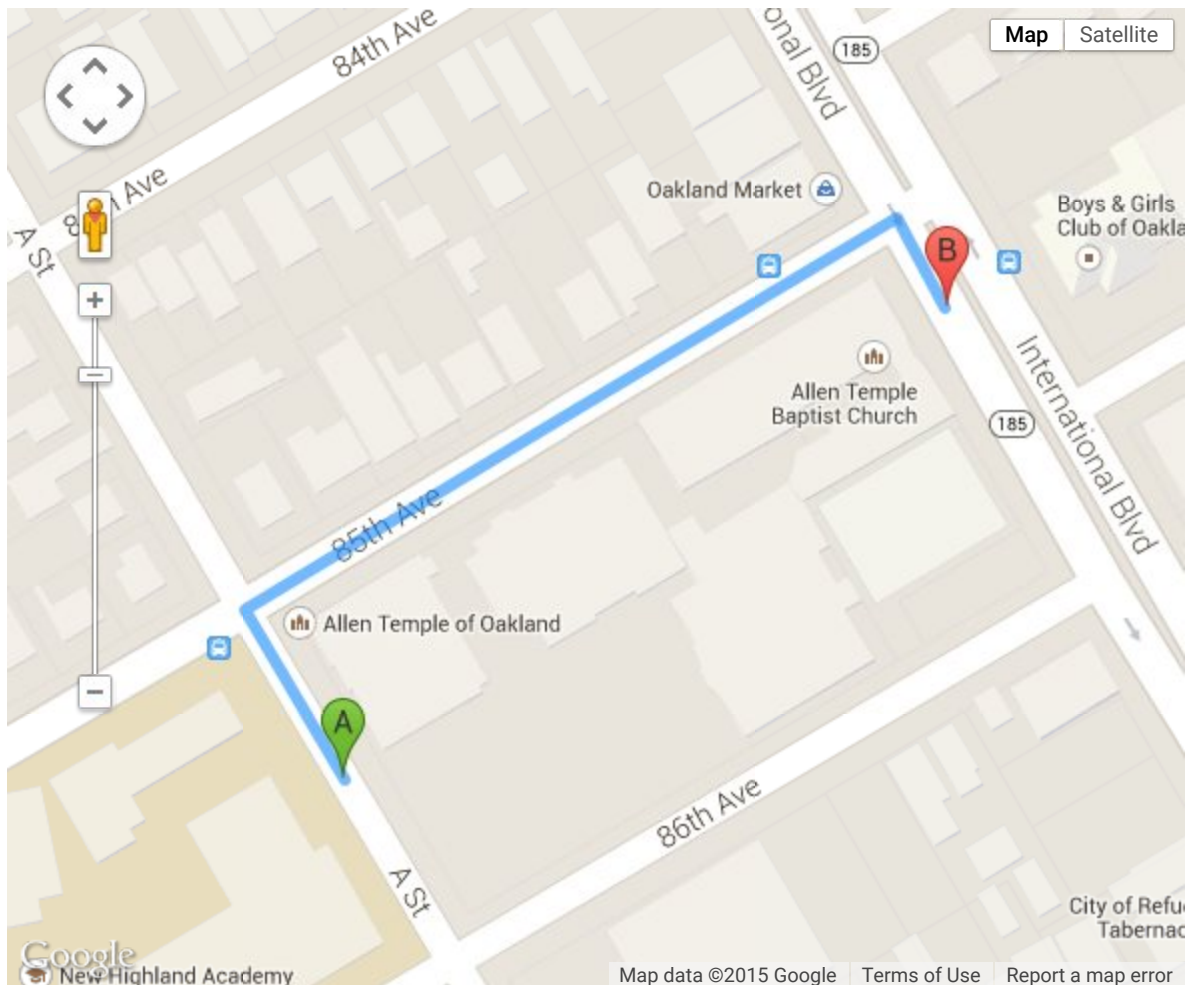 84th Ave
onal Blvd
185
Map
Satellite
Ave
A St
Oakland Market
Boys & Girls
Club of Oakla
B
International Blvd
Allen Temple
Baptist Church
185
85th Ave
Allen Temple of Oakland
A
86th Ave
A St
City of Refu
Tabernac
Google
New Highland Academy
Map data ©2015 Google
Terms of Use
Report a map error